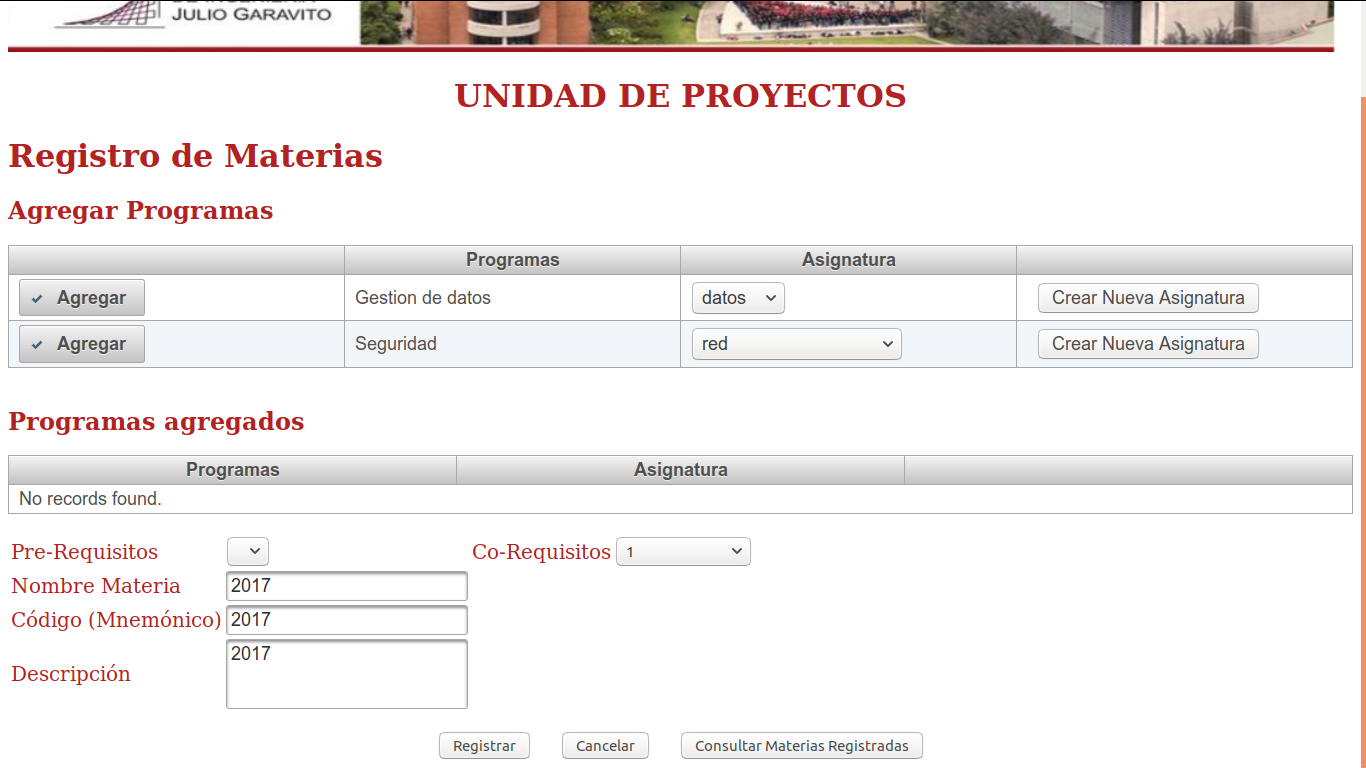 JULIO GARAVITO
UNIDAD DE PROYECTOS
Registro de Materias
Agregar Programas
Programas Asignatura
Agregar Gestion de datos datos Crear Nueva Asignatura
Agregar Seguridad red Crear Nueva Asignatura
Programas agregados
Programas Asignatura
No records found.
Pre-Requisitos Co-Requisitos 1
Nombre Materia 2017
Código (Mnemónico) 2017
Descripción 2017
Registrar Cancelar Consultar Materias Registradas